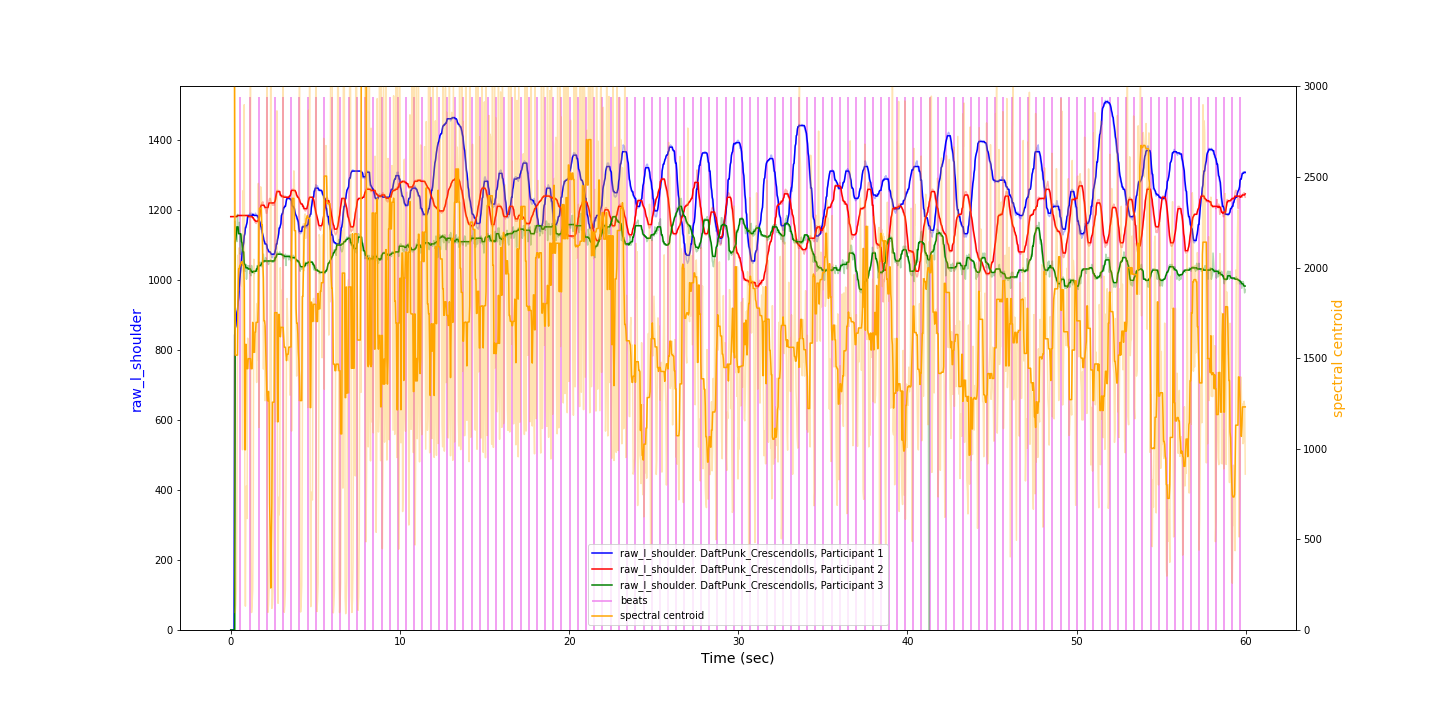 1400
1200
1000
800
600
400
200
0
raw_l_shoulder
3000
2500
2000
1500
1000
500
0
spectral centroid
raw_l_shoulder. DaftPunk_Crescendolls, Participant 1
raw_l_shoulder. DaftPunk_Crescendolls, Participant 2
raw_l_shoulder. DaftPunk_Crescendolls, Participant 3
beats
spectral centroid
0 10 20 30 40 50 60
Time (sec)